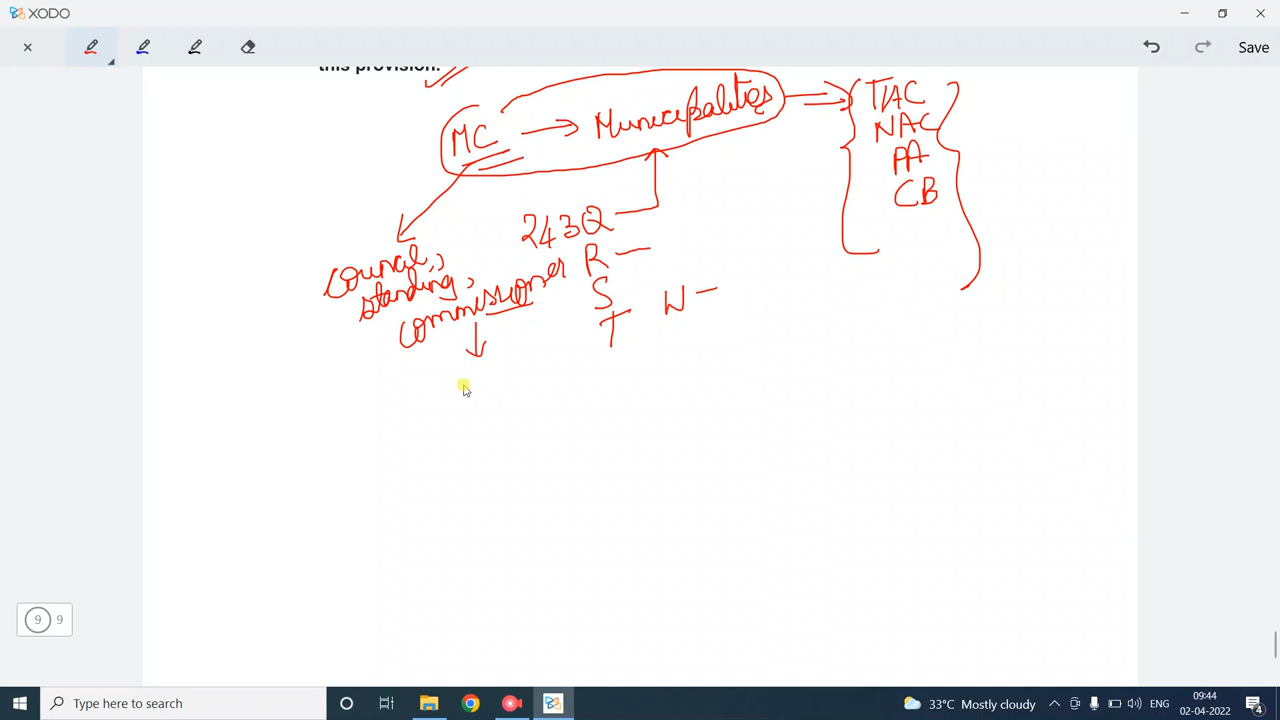 XODO
Save
this provision.
MC → Municipalities
TAC
NAC
PA
CB
243Q
R —
S
T
W —
council,
standing,
commissioner
9 9
Type here to search
33°C Mostly cloudy
ENG
09:44
02-04-2022
4